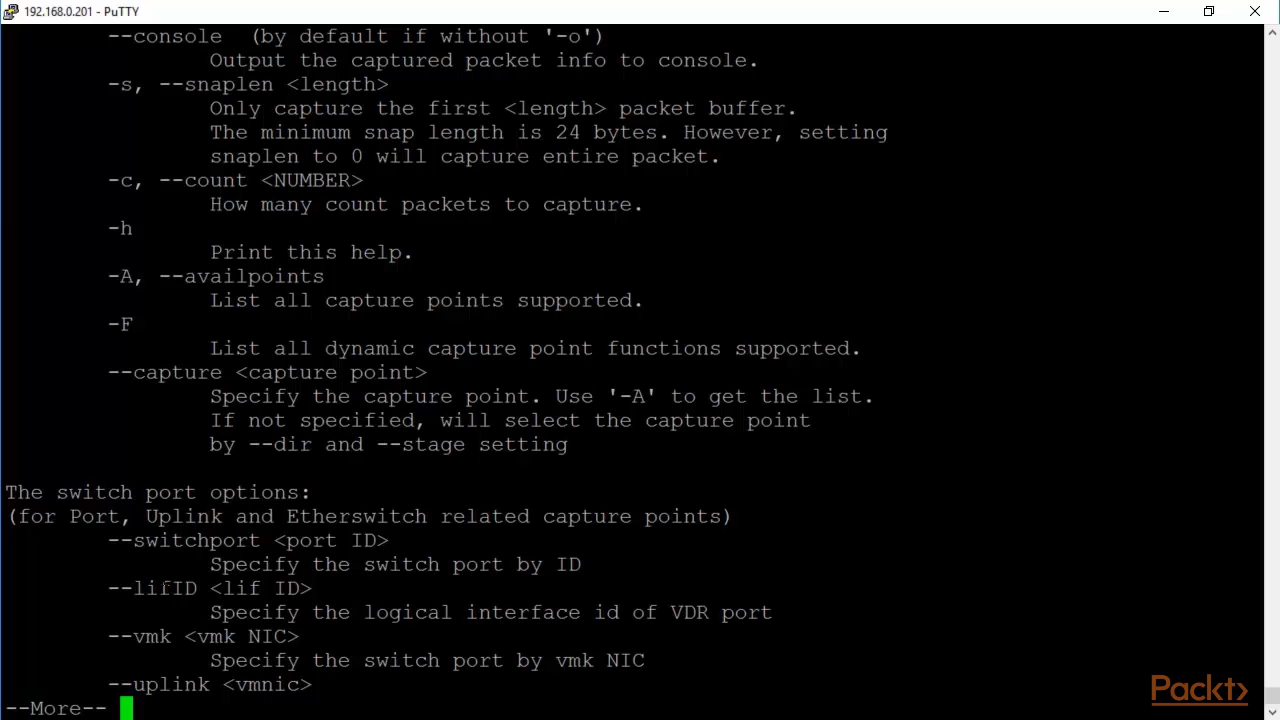 192.168.0.201 - PuTTY
--console  (by default if without '-o')
Output the captured packet info to console.
-s, --snaplen <length>
Only capture the first <length> packet buffer.
The minimum snap length is 24 bytes. However, setting
snaplen to 0 will capture entire packet.
-c, --count <NUMBER>
How many count packets to capture.
-h
Print this help.
-A, --availpoints
List all capture points supported.
-F
List all dynamic capture point functions supported.
--capture <capture point>
Specify the capture point. Use '-A' to get the list.
If not specified, will select the capture point
by --dir and --stage setting
The switch port options:
(for Port, Uplink and Etherswitch related capture points)
--switchport <port ID>
Specify the switch port by ID
--lifID <lif ID>
Specify the logical interface id of VDR port
--vmk <vmk NIC>
Specify the switch port by vmk NIC
--uplink <vmnic>
--More--
Packt>